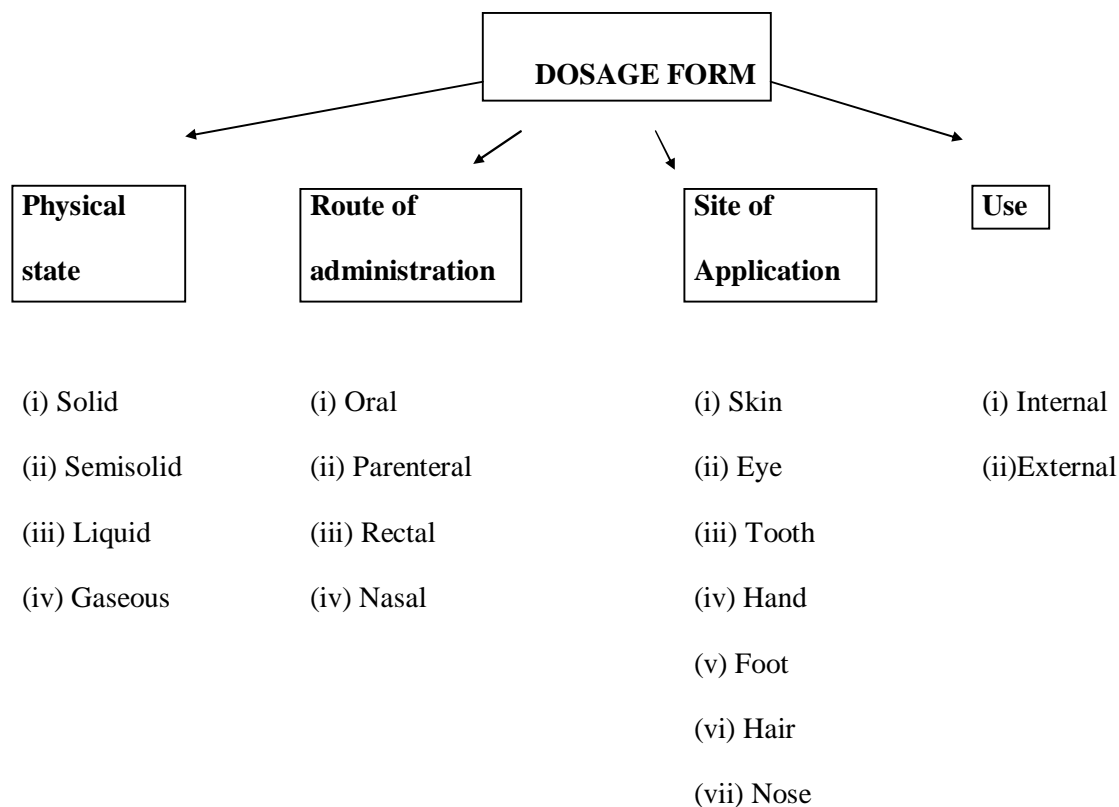 DOSAGE FORM
Physical
state
Route of
administration
Site of
Application
Use
(i) Solid
(ii) Semisolid
(iii) Liquid
(iv) Gaseous
(i) Oral
(ii) Parenteral
(iii) Rectal
(iv) Nasal
(i) Skin
(ii) Eye
(iii) Tooth
(iv) Hand
(v) Foot
(vi) Hair
(vii) Nose
(i) Internal
(ii)External